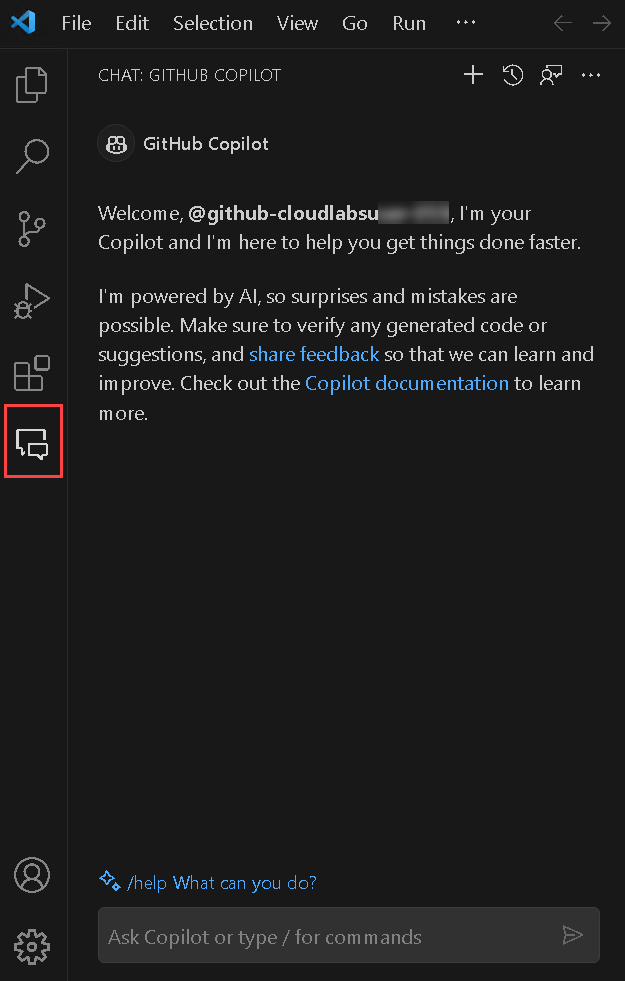 File Edit Selection View Go Run ...
CHAT: GITHUB COPILOT
GitHub Copilot
Welcome, @github-cloudlabsu , I'm your
Copilot and I'm here to help you get things done faster.
I'm powered by AI, so surprises and mistakes are
possible. Make sure to verify any generated code or
suggestions, and share feedback so that we can learn and
improve. Check out the Copilot documentation to learn
more.
/help What can you do?
Ask Copilot or type / for commands